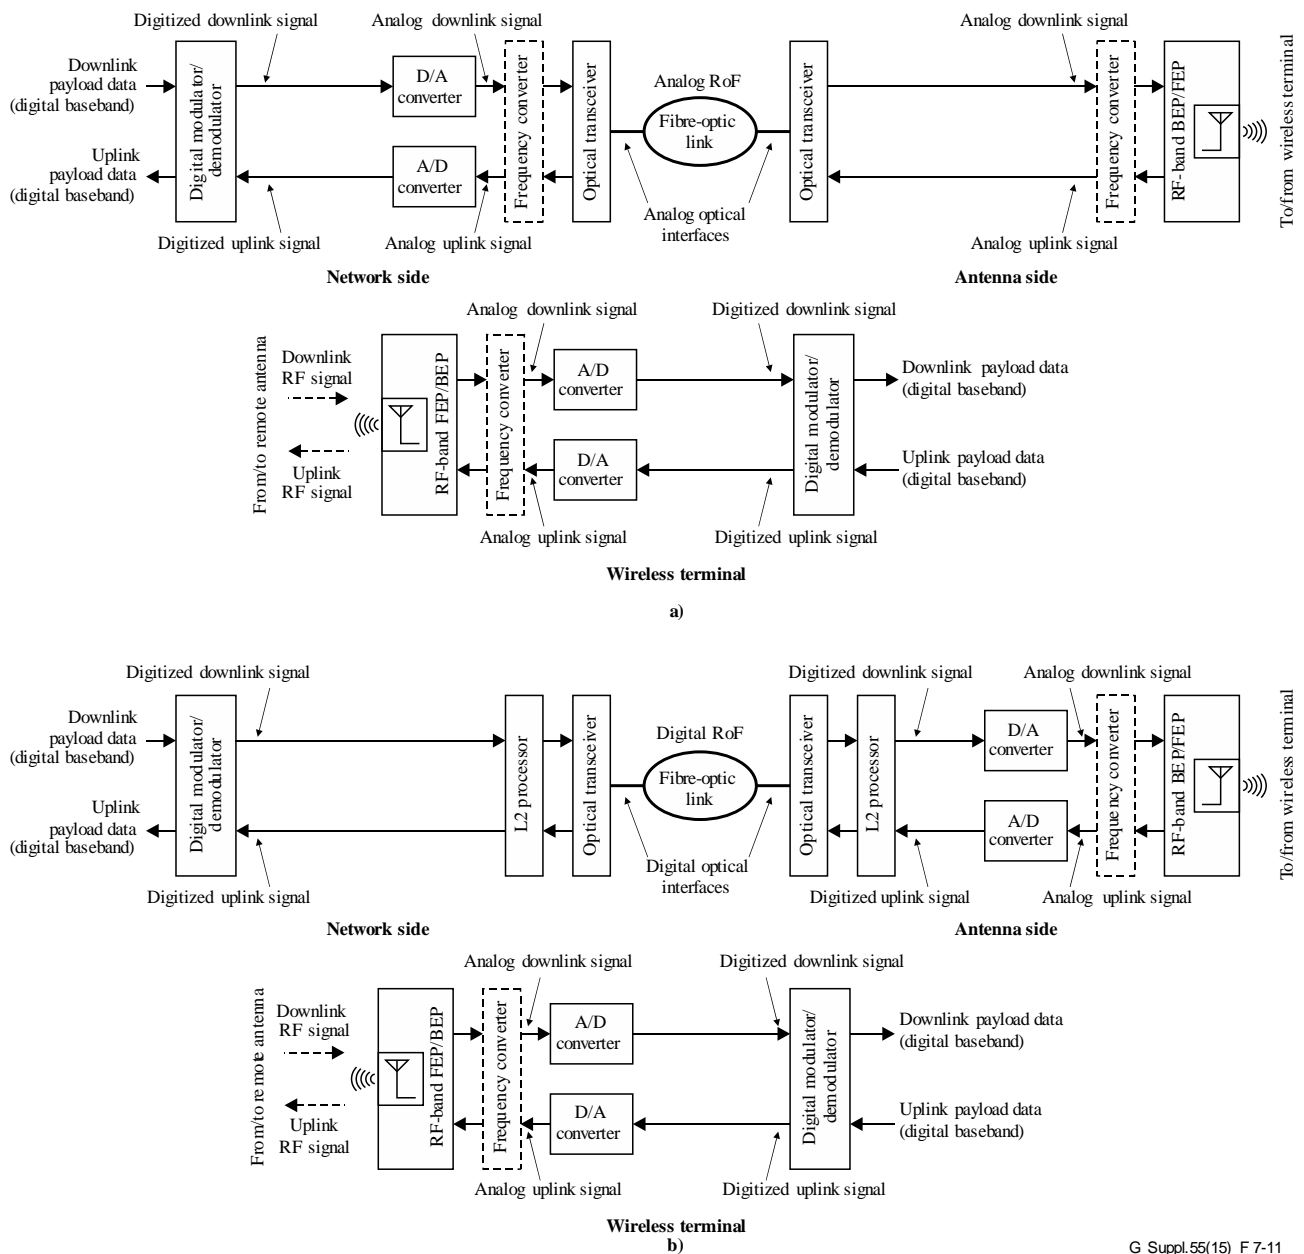 Digitized downlink signal
Analog downlink signal
Analog downlink signal
Downlink
payload data
(digital baseband)
Digital modulator/
demodulator
D/A
converter
Frequency converter
Optical transceiver
Analog RoF
Fibre-optic
link
Optical transceiver
Frequency converter
RF-band BEP/FEP
To/from wireless terminal
Uplink
payload data
(digital baseband)
A/D
converter
Digitized uplink signal
Analog uplink signal
Analog optical
interfaces
Analog uplink signal
Network side
Antenna side
Analog downlink signal
Digitized downlink signal
From/to remote antenna
Downlink
RF signal
RF-band FEP/BEP
Frequency converter
A/D
converter
Digital modulator/
demodulator
Downlink payload data
(digital baseband)
Uplink
RF signal
D/A
converter
Uplink payload data
(digital baseband)
Analog uplink signal
Digitized uplink signal
Wireless terminal
a)
Digitized downlink signal
Digitized downlink signal
Analog downlink signal
Downlink
payload data
(digital baseband)
Digital modulator/
demodulator
L2 processor
Optical transceiver
Digital RoF
Fibre-optic
link
Optical transceiver
L2 processor
D/A
converter
Frequency converter
RF-band BEP/FEP
To/from wireless terminal
Uplink
payload data
(digital baseband)
A/D
converter
Digitized uplink signal
Digital optical
interfaces
Digitized uplink signal
Analog uplink signal
Network side
Antenna side
Analog downlink signal
Digitized downlink signal
From/to remote antenna
Downlink
RF signal
RF-band FEP/BEP
Frequency converter
A/D
converter
Digital modulator/
demodulator
Downlink payload data
(digital baseband)
Uplink
RF signal
D/A
converter
Uplink payload data
(digital baseband)
Analog uplink signal
Digitized uplink signal
Wireless terminal
b)
G Suppl.55(15)_F 7-11